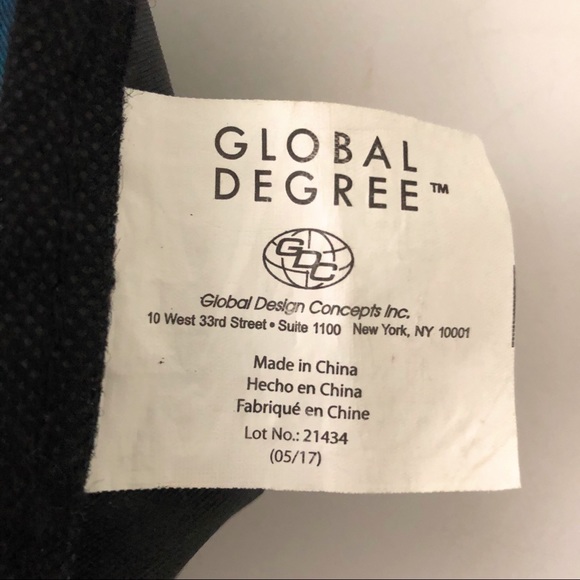 GLOBAL
DEGREE™
GDC
Global Design Concepts Inc.
10 West 33rd Street • Suite 1100 New York, NY 10001
Made in China
Hecho en China
Fabriqué en Chine
Lot No.: 21434
(05/17)